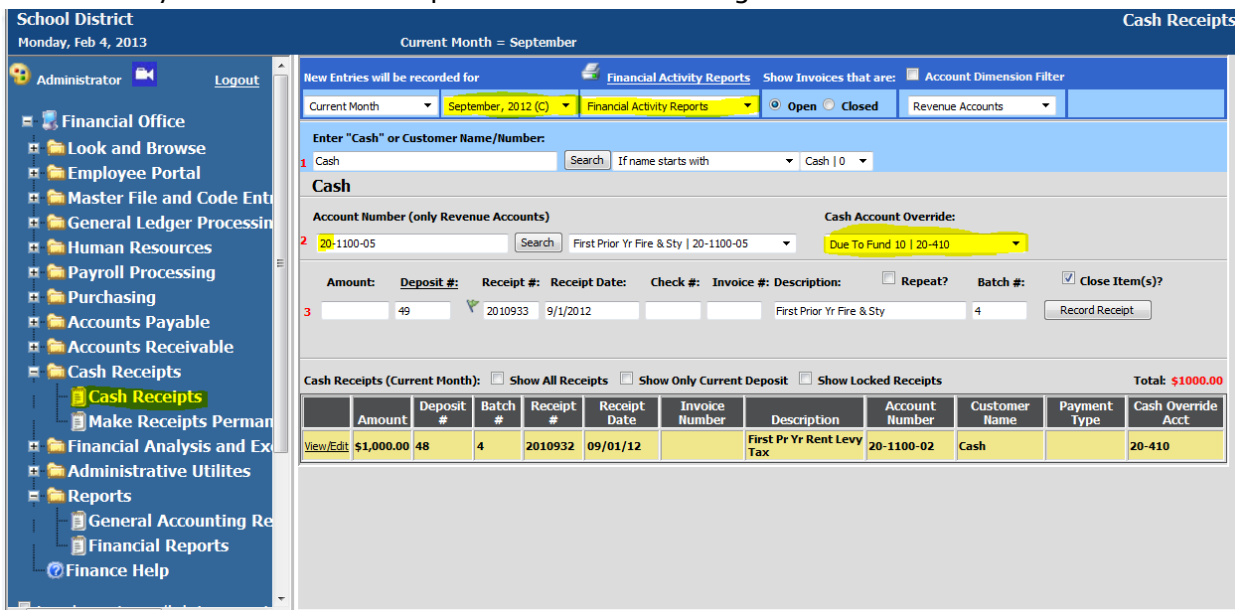 School District
Cash Receipts
Monday, Feb 4, 2013
Current Month = September
Administrator
Logout
Financial Office
Look and Browse
Employee Portal
Master File and Code Ent
General Ledger Processin
Human Resources
Payroll Processing
Purchasing
Accounts Payable
Accounts Receivable
Cash Receipts
Cash Receipts
Make Receipts Perman
Financial Analysis and Ex
Administrative Utilites
Reports
General Accounting Re
Financial Reports
Finance Help
New Entries will be recorded for Financial Activity Reports Show Invoices that are: Account Dimension Filter
Current Month September, 2012 (C) Financial Activity Reports Open Closed Revenue Accounts
Enter "Cash" or Customer Name/Number:
1 Cash Search If name starts with Cash | 0
Cash
Account Number (only Revenue Accounts) Cash Account Override:
2 20-1100-05 Search First Prior Yr Fire & Sty | 20-1100-05 Due To Fund 10 | 20-410
Amount: Deposit #: Receipt #: Receipt Date: Check #: Invoice #: Description: Repeat? Batch #: Close Item(s)?
3 49 2010933 9/1/2012 First Prior Yr Fire & Sty 4 Record Receipt
Cash Receipts (Current Month): Show All Receipts Show Only Current Deposit Show Locked Receipts Total: $1000.00
Amount Deposit # Batch # Receipt # Receipt Date Invoice Number Description Account Number Customer Name Payment Type Cash Override Acct
View/Edit $1,000.00 48 4 2010932 09/01/12 First Pr Yr Rent Levy Tax 20-1100-02 Cash 20-410